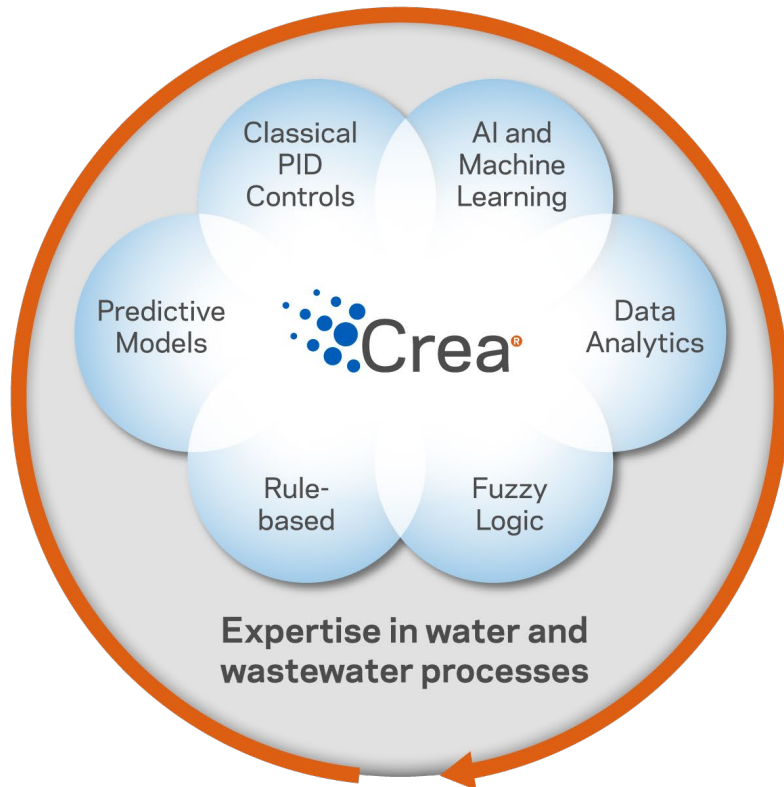 Classical
PID
Controls
AI and
Machine
Learning
Predictive
Models
Crea®
Data
Analytics
Rule-
based
Fuzzy
Logic
Expertise in water and
wastewater processes